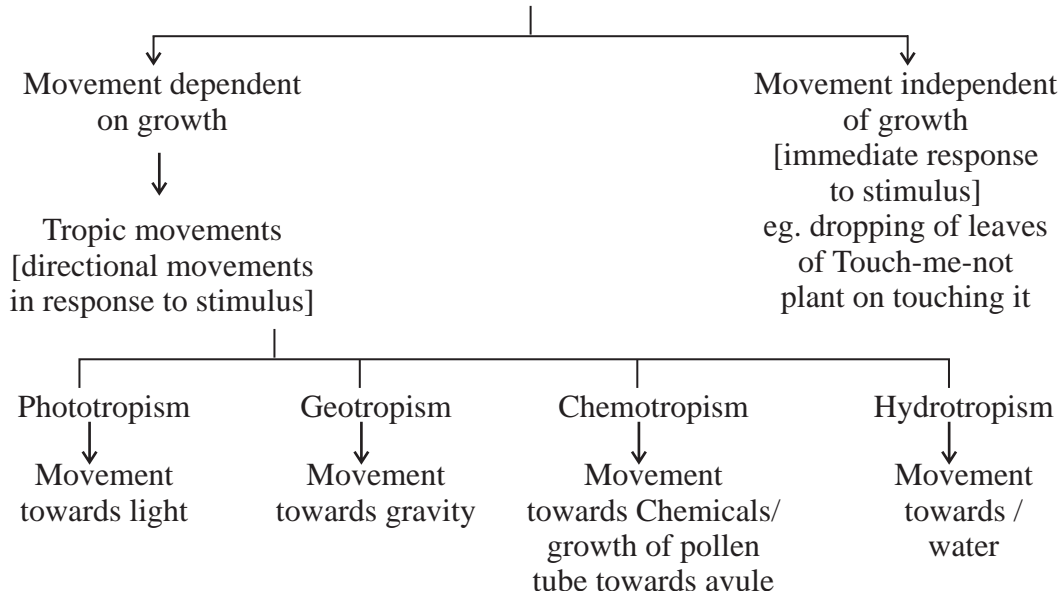 Movement dependent
on growth
Movement independent
of growth
[immediate response
to stimulus]
eg. dropping of leaves
of Touch-me-not
plant on touching it
Tropic movements
[directional movements
in response to stimulus]
Phototropism
Geotropism
Chemotropism
Hydrotropism
Movement
towards light
Movement
towards gravity
Movement
towards Chemicals/
growth of pollen
tube towards avule
Movement
towards /
water